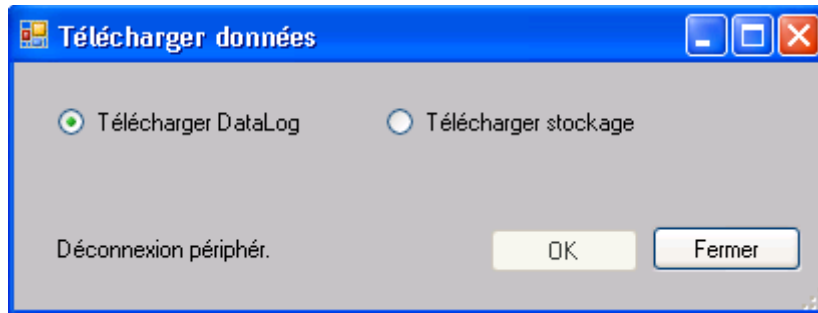 Télécharger données
Télécharger DataLog Télécharger stockage
Déconnexion périphér. OK Fermer